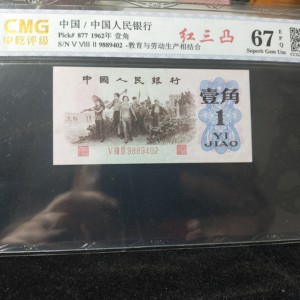 CMG
中乾评级
中国 / 中国人民银行
Pick# 877 1962年 壹角
S/N V VIII II 9889402 -教育与劳动生产相结合
红三凸
67 EPQ
Superb Gem Unc
中国人民银行
V VIII II 9889402
壹角
1
YI
JIAO